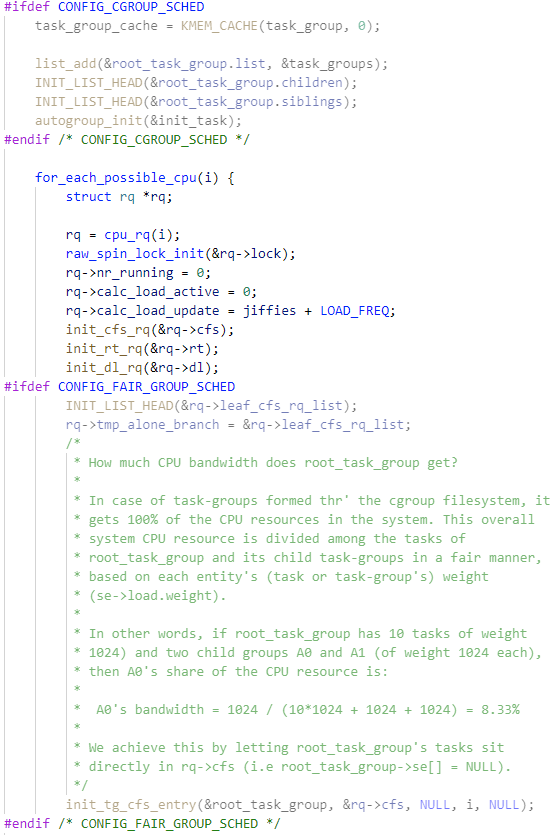 #ifdef CONFIG_CGROUP_SCHED
    task_group_cache = KMEM_CACHE(task_group, 0);

    list_add(&root_task_group.list, &task_groups);
    INIT_LIST_HEAD(&root_task_group.children);
    INIT_LIST_HEAD(&root_task_group.siblings);
    autogroup_init(&init_task);
#endif /* CONFIG_CGROUP_SCHED */

    for_each_possible_cpu(i) {
        struct rq *rq;

        rq = cpu_rq(i);
        raw_spin_lock_init(&rq->lock);
        rq->nr_running = 0;
        rq->calc_load_active = 0;
        rq->calc_load_update = jiffies + LOAD_FREQ;
        init_cfs_rq(&rq->cfs);
        init_rt_rq(&rq->rt);
        init_dl_rq(&rq->dl);
#ifdef CONFIG_FAIR_GROUP_SCHED
        INIT_LIST_HEAD(&rq->leaf_cfs_rq_list);
        rq->tmp_alone_branch = &rq->leaf_cfs_rq_list;
        /*
         * How much CPU bandwidth does root_task_group get?
         *
         * In case of task-groups formed thr' the cgroup filesystem, it
         * gets 100% of the CPU resources in the system. This overall
         * system CPU resource is divided among the tasks of
         * root_task_group and its child task-groups in a fair manner,
         * based on each entity's (task or task-group's) weight
         * (se->load.weight).
         *
         * In other words, if root_task_group has 10 tasks of weight
         * 1024) and two child groups A0 and A1 (of weight 1024 each),
         * then A0's share of the CPU resource is:
         *
         *  A0's bandwidth = 1024 / (10*1024 + 1024 + 1024) = 8.33%
         *
         * We achieve this by letting root_task_group's tasks sit
         * directly in rq->cfs (i.e root_task_group->se[] = NULL).
         */
        init_tg_cfs_entry(&root_task_group, &rq->cfs, NULL, i, NULL);
#endif /* CONFIG_FAIR_GROUP_SCHED */